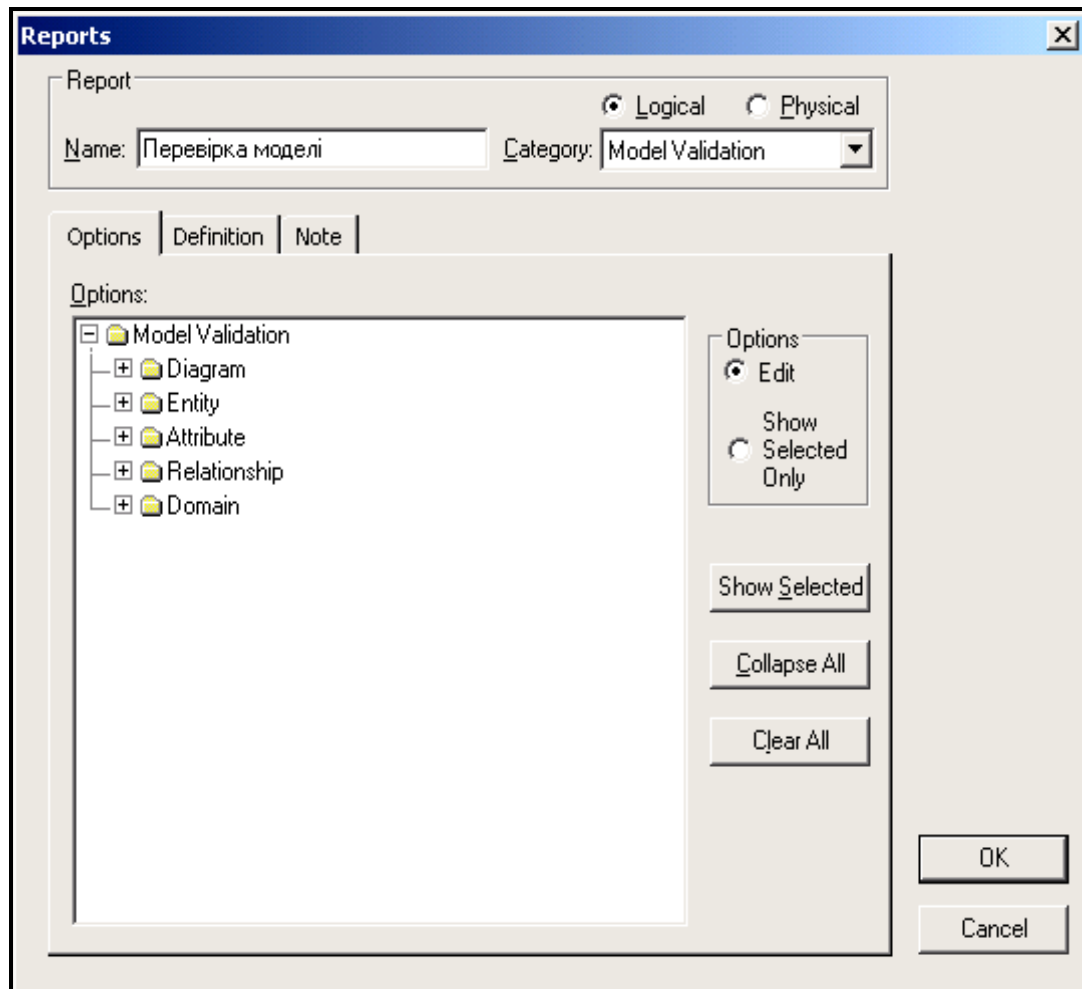 Reports
Report
Logical Physical
Name: Перевірка моделі Category: Model Validation
Options Definition Note
Options:
Model Validation
Diagram
Entity
Attribute
Relationship
Domain
Options
Edit
Show
Selected
Only
Show Selected
Collapse All
Clear All
OK
Cancel